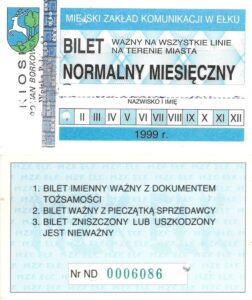 MIEJSKI ZAKŁAD KOMUNIKACJI W EŁKU
BILET WAŻNY NA WSZYSTKIE LINIE
NA TERENIE MIASTA
NORMALNY MIESIĘCZNY
KIOSK
NAZWISKO I IMIĘ
II III IV V VI VII VIII IX X XI XII
1999 r.
1. BILET IMIENNY WAŻNY Z DOKUMENTEM
TOŻSAMOŚCI
2. BILET WAŻNY Z PIECZĄTKĄ SPRZEDAWCY
3. BILET ZNISZCZONY LUB USZKODZONY
JEST NIEWAŻNY
Nr ND 0006086